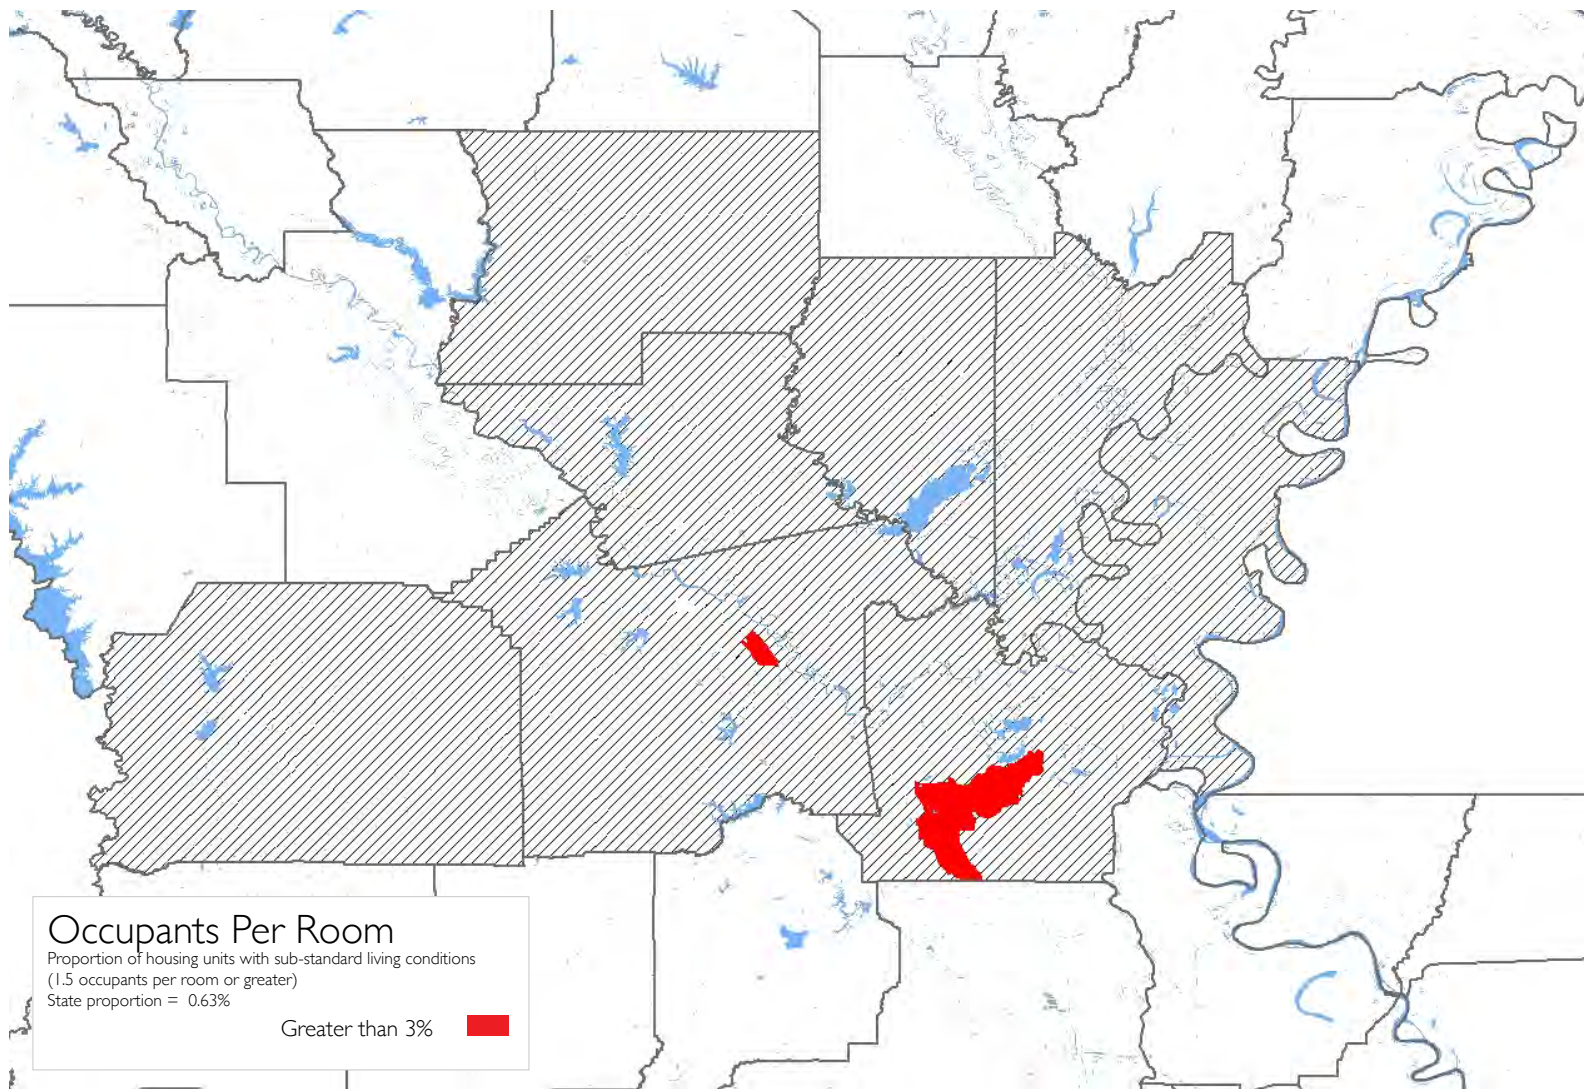 Occupants Per Room
Proportion of housing units with sub-standard living conditions
(1.5 occupants per room or greater)
State proportion = 0.63%
Greater than 3%